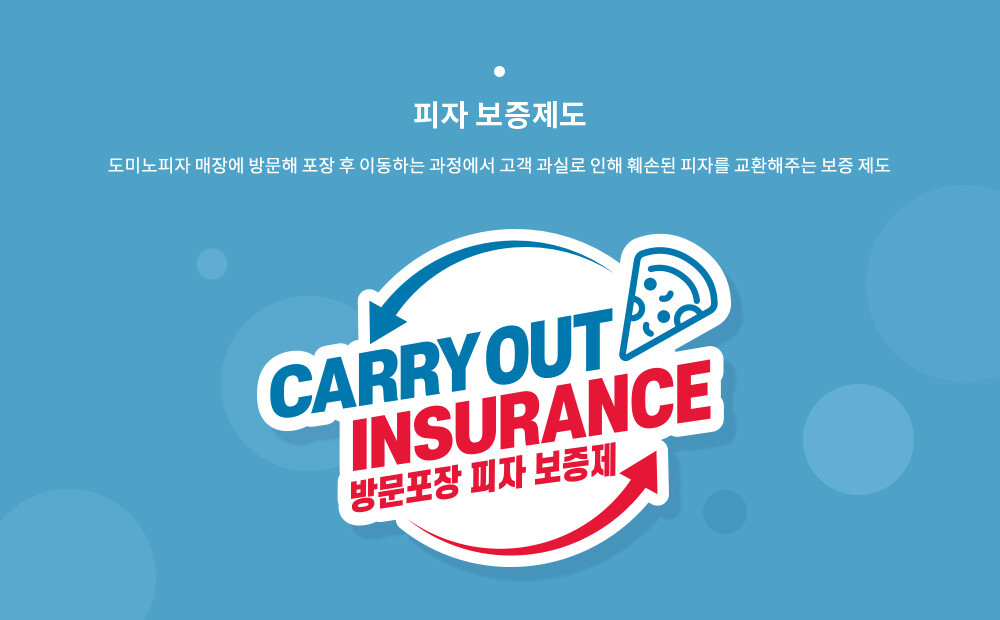 피자 보증제도
도미노피자 매장에 방문해 포장 후 이동하는 과정에서 고객 과실로 인해 훼손된 피자를 교환해주는 보증 제도
CARRY OUT
INSURANCE
방문포장 피자 보증제